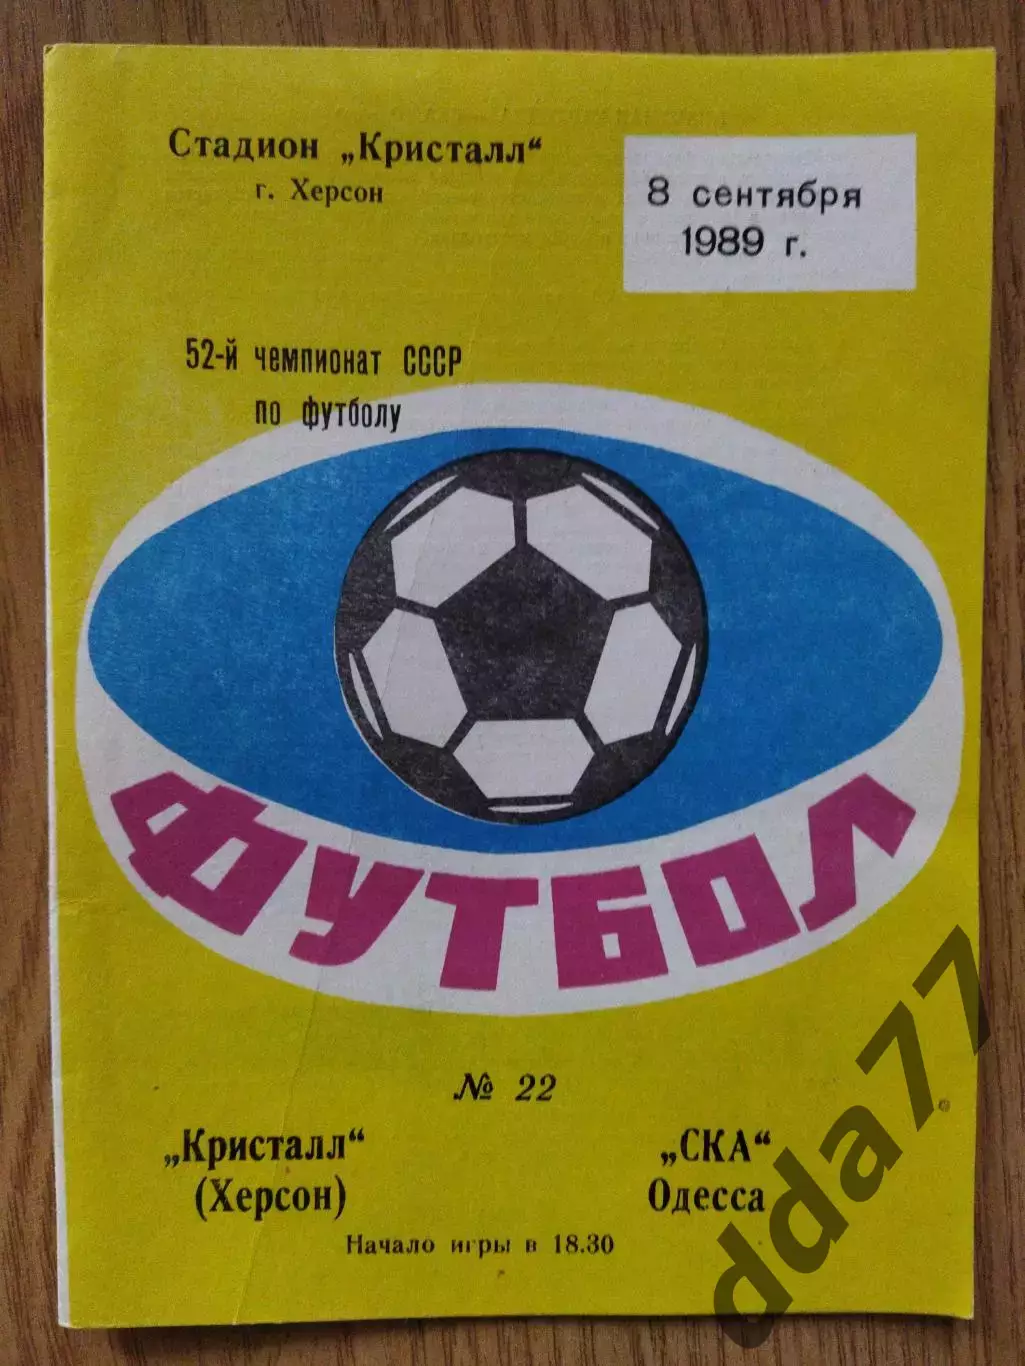 Стадион „Кристалл“
г. Херсон
8 сентября
1989 г.
52-й чемпионат СССР
по футболу
ФУТБОЛ
№ 22
„Кристалл“
(Херсон)
„СКА“
Одесса
Начало игры в 18.30
dda77